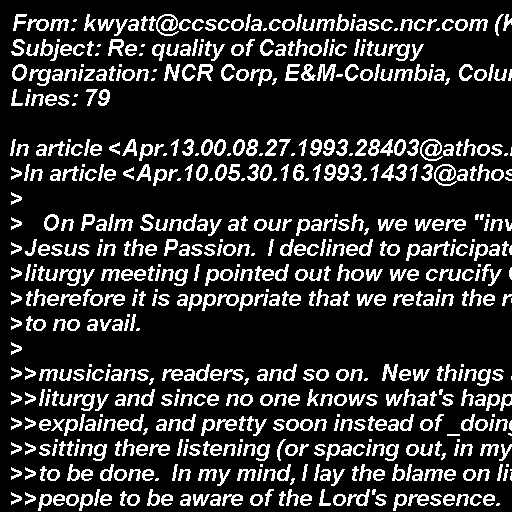 From: kwyatt@ccscola.columbiasc.ncr.com (K
Subject: Re: quality of Catholic liturgy
Organization: NCR Corp, E&M-Columbia, Colu
Lines: 79

In article <Apr.13.00.08.27.1993.28403@athos.
>In article <Apr.10.05.30.16.1993.14313@athos
>
>   On Palm Sunday at our parish, we were "inv
>Jesus in the Passion.  I declined to participate
>liturgy meeting I pointed out how we crucify
>therefore it is appropriate that we retain the
>to no avail.
>
>>musicians, readers, and so on.  New things
>>liturgy and since no one knows what's happ
>>explained, and pretty soon instead of _doing
>>sitting there listening (or spacing out, in my
>>to be done.  In my mind, I lay the blame on lit
>>people to be aware of the Lord's presence.